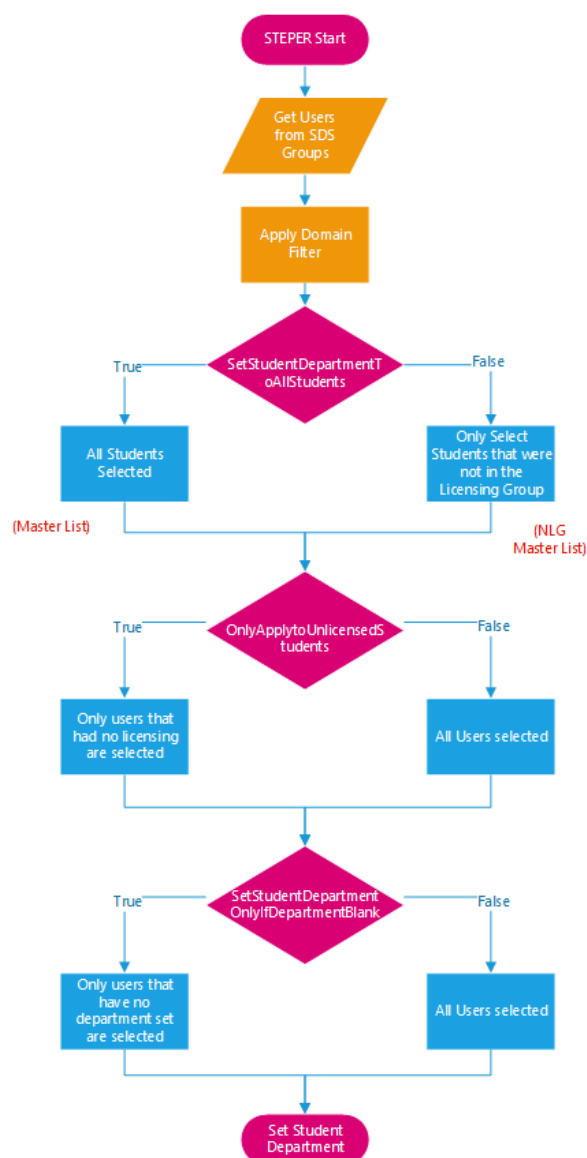 STEPER Start
Get Users
from SDS
Groups
Apply Domain
Filter
SetStudentDepartmentT
oAllStudents
True
False
All Students
Selected
Only Select
Students that were
not in the
Licensing Group
(Master List)
(NLG
Master List)
OnlyApplytoUnlicensedS
tudents
True
False
Only users that
had no licensing
are selected
All Users selected
SetStudentDepartment
OnlyIfDepartmentBlank
True
False
Only users that
have no
department set
are selected
All Users selected
Set Student
Department